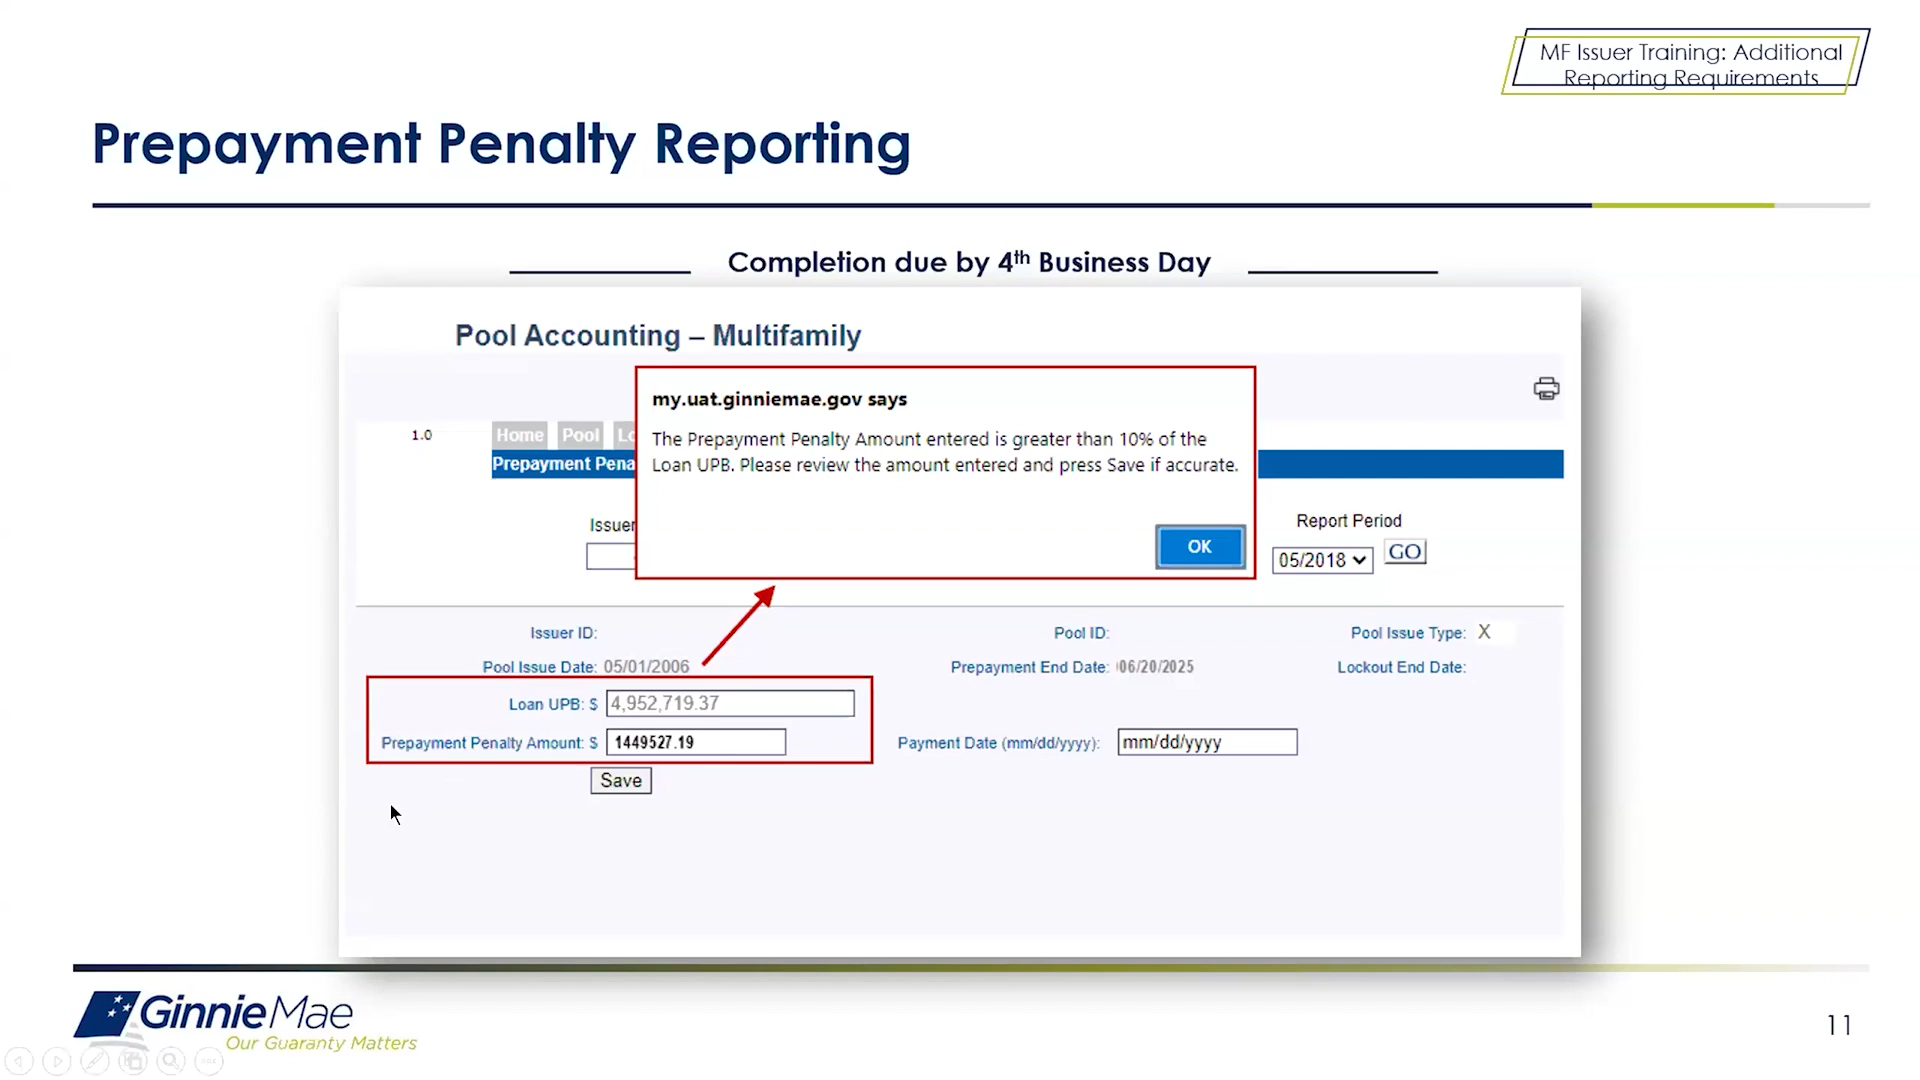 MF Issuer Training: Additional
Reporting Requirements
Prepayment Penalty Reporting
Completion due by 4th Business Day
Pool Accounting – Multifamily
my.uat.ginniemae.gov says
The Prepayment Penalty Amount entered is greater than 10% of the
Loan UPB. Please review the amount entered and press Save if accurate.
OK
1.0
Home Pool
Prepayment
Issuer
Report Period
05/2018 GO
Issuer ID: Pool ID: Pool Issue Type: X
Pool Issue Date: 05/01/2006 Prepayment End Date: 06/20/2025 Lockout End Date:
Loan UPB: $ 4,952,719.37
Prepayment Penalty Amount: $ 1449527.19 Payment Date (mm/dd/yyyy): mm/dd/yyyy
Save
GinnieMae
Our Guaranty Matters
11